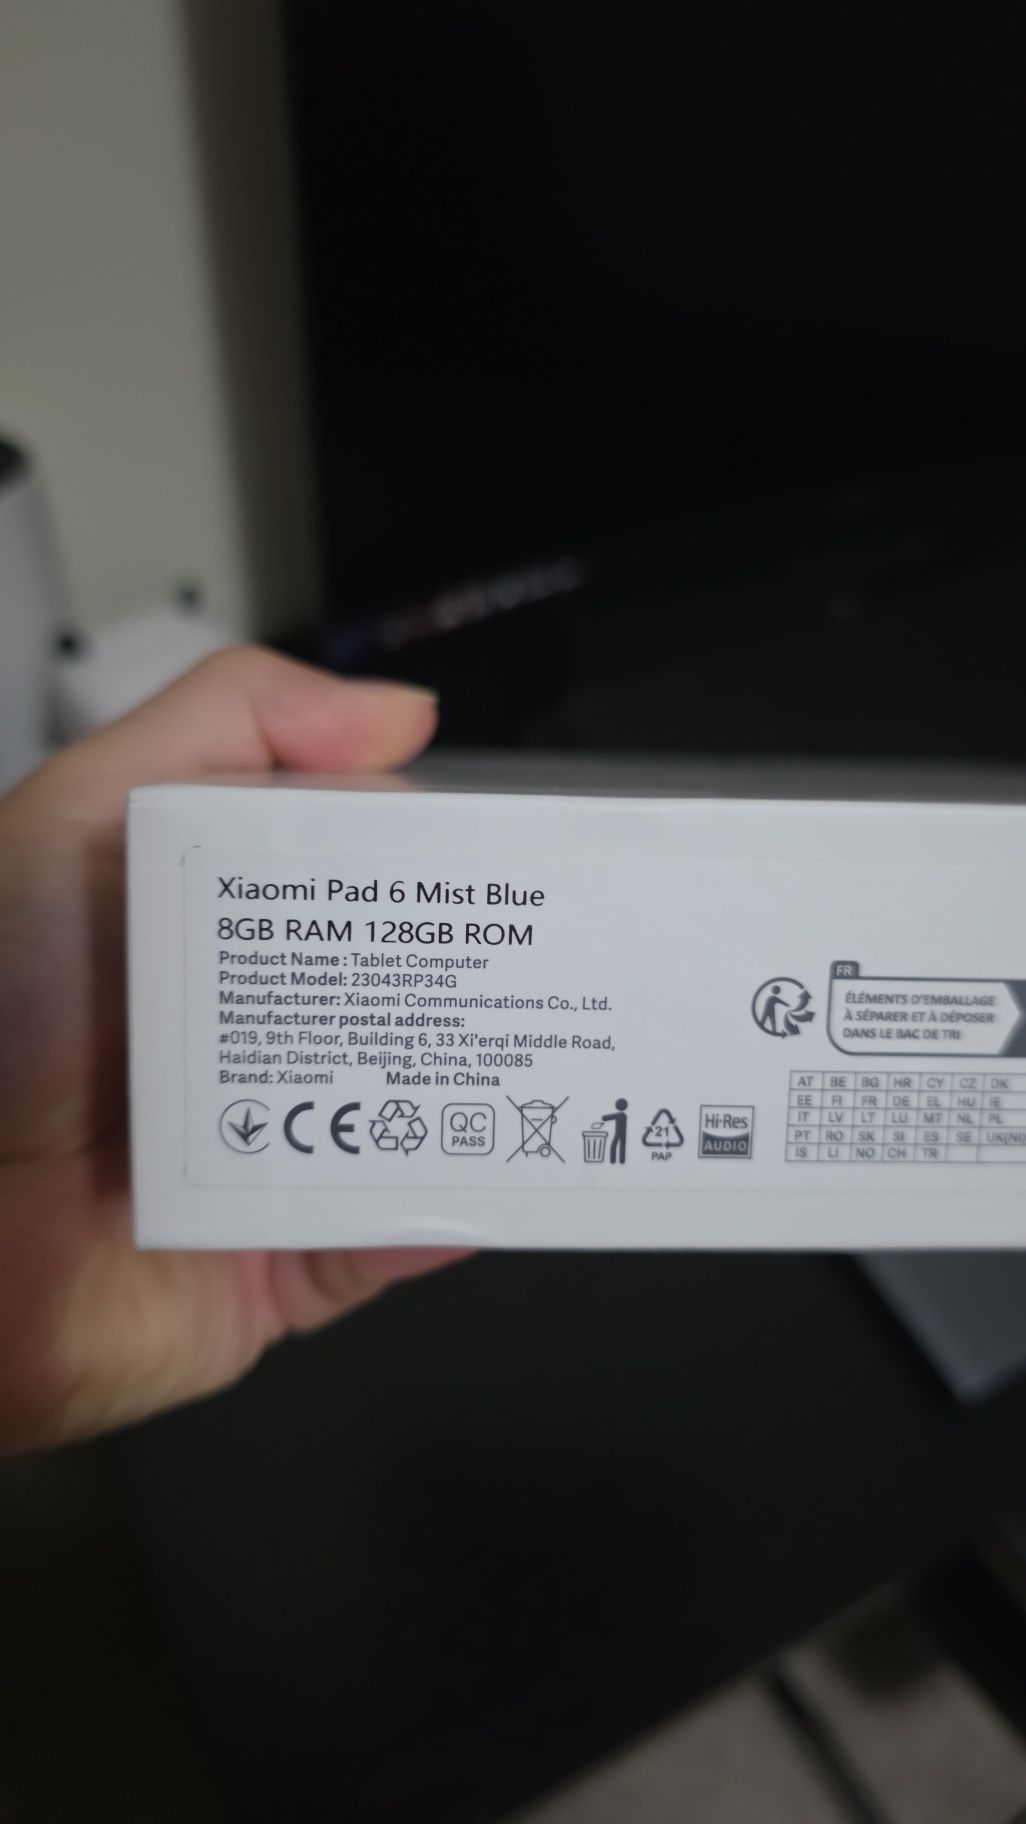 Xiaomi Pad 6 Mist Blue
8GB RAM 128GB ROM
Product Name : Tablet Computer
Product Model: 23043RP34G
Manufacturer: Xiaomi Communications Co., Ltd.
Manufacturer postal address:
#019, 9th Floor, Building 6, 33 Xi'erqi Middle Road,
Haidian District, Beijing, China, 100085
Brand: Xiaomi Made in China
CE
QC
PASS
21
PAP
Hi-Res
AUDIO
FR
ÉLÉMENTS D'EMBALLAGE
À SÉPARER ET À DÉPOSER
DANS LE BAC DE TRI
AT BE BG HR CY CZ DK
EE FI FR DE EL HU IE
IT LV LT LU MT NL PL
PT RO SK SI ES SE UK(NI)
IS LI NO CH TR